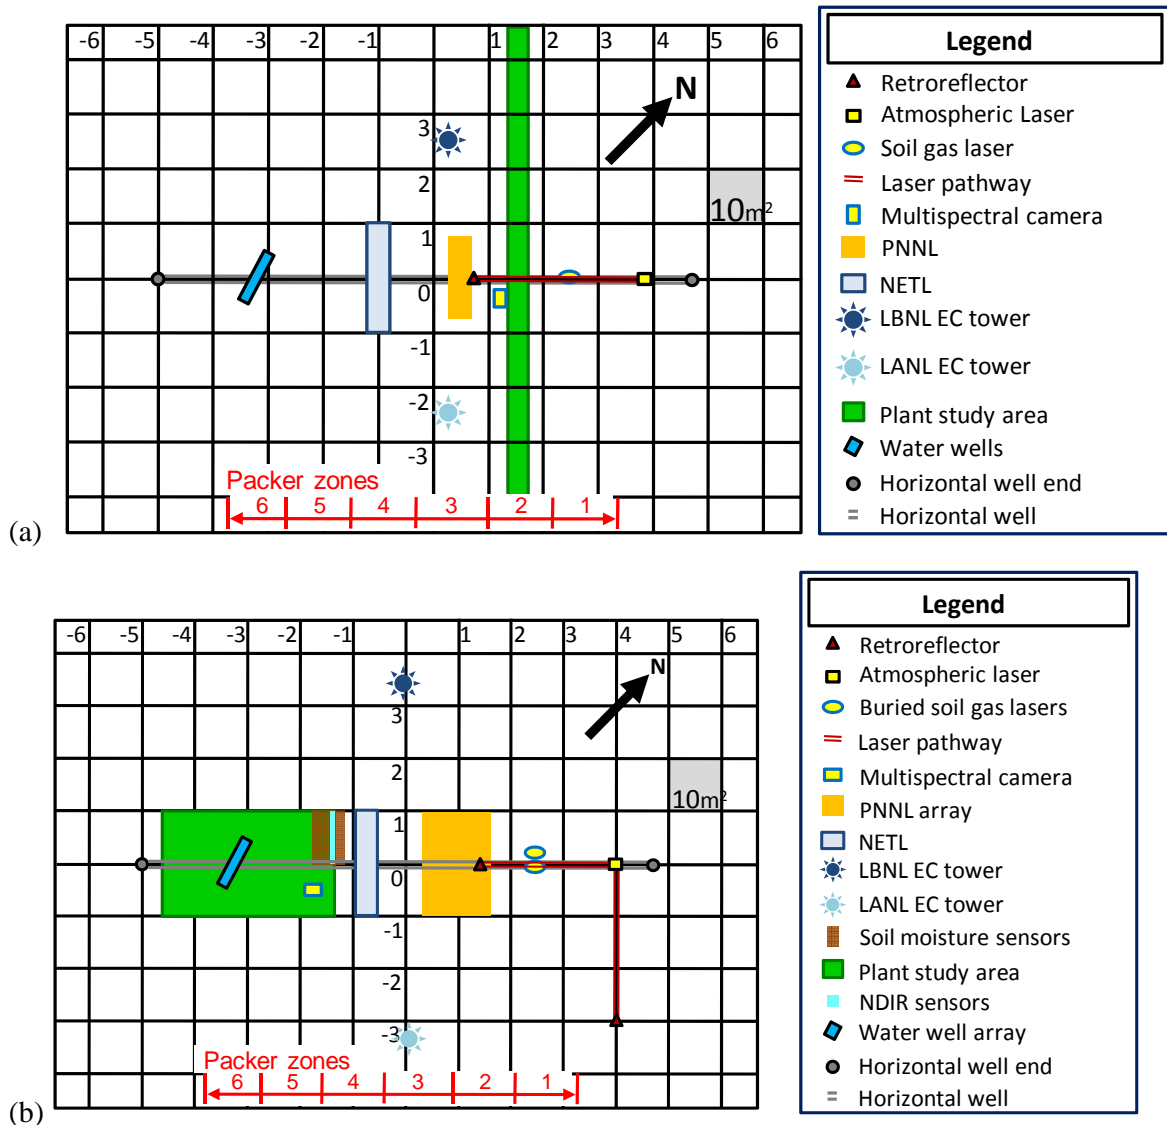 -6 -5 -4 -3 -2 -1 1 2 3 4 5 6
N
3
2
10m²
1
0
-1
-2
-3
Packer zones
6 5 4 3 2 1
(a)
Legend
Retroreflector
Atmospheric Laser
Soil gas laser
Laser pathway
Multispectral camera
PNNL
NETL
LBNL EC tower
LANL EC tower
Plant study area
Water wells
Horizontal well end
Horizontal well
-6 -5 -4 -3 -2 -1 1 2 3 4 5 6
N
3
2
10m²
1
0
-1
-2
-3
Packer zones
6 5 4 3 2 1
(b)
Legend
Retroreflector
Atmospheric laser
Buried soil gas lasers
Laser pathway
Multispectral camera
PNNL array
NETL
LBNL EC tower
LANL EC tower
Soil moisture sensors
Plant study area
NDIR sensors
Water well array
Horizontal well end
Horizontal well